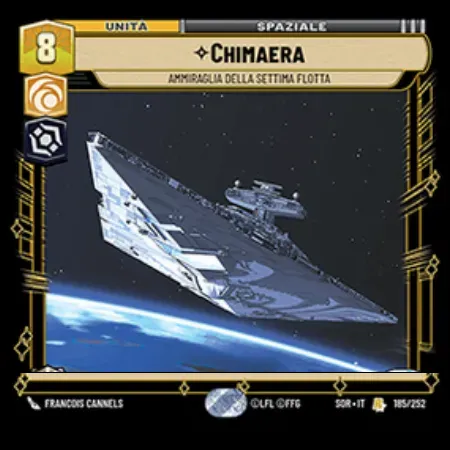 UNITÀ
SPAZIALE
8
CHIMAERA
AMMIRAGLIA DELLA SETTIMA FLOTTA
FRANCOIS CANNELS
©LFL ©FFG
SOR • IT
185/252